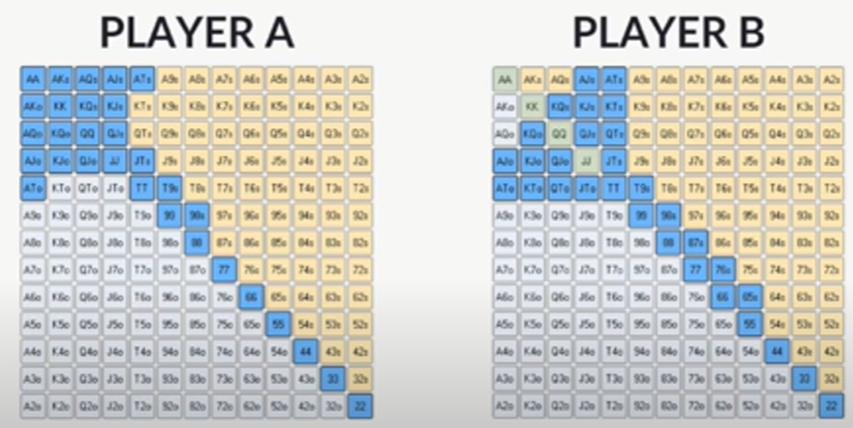 PLAYER A PLAYER B
AA AKs AQs AJs ATs A9s A8s A7s A6s A5s A4s A3s A2s AA AKs AQs AJs ATs A9s A8s A7s A6s A5s A4s A3s A2s
AKo KK KQs KJs KTs K9s K8s K7s K6s K5s K4s K3s K2s AKo KK KQs KJs KTs K9s K8s K7s K6s K5s K4s K3s K2s
AQo KQo QQ QJs QTs Q9s Q8s Q7s Q6s Q5s Q4s Q3s Q2s AQo KQo QQ QJs QTs Q9s Q8s Q7s Q6s Q5s Q4s Q3s Q2s
AJo KJo QJo JJ JTs J9s J8s J7s J6s J5s J4s J3s J2s AJo KJo QJo JJ JTs J9s J8s J7s J6s J5s J4s J3s J2s
ATo KTo QTo JTo TT T9s T8s T7s T6s T5s T4s T3s T2s ATo KTo QTo JTo TT T9s T8s T7s T6s T5s T4s T3s T2s
A9o K9o Q9o J9o T9o 99 98s 97s 96s 95s 94s 93s 92s A9o K9o Q9o J9o T9o 99 98s 97s 96s 95s 94s 93s 92s
A8o K8o Q8o J8o T8o 98o 88 87s 86s 85s 84s 83s 82s A8o K8o Q8o J8o T8o 98o 88 87s 86s 85s 84s 83s 82s
A7o K7o Q7o J7o T7o 97o 87o 77 76s 75s 74s 73s 72s A7o K7o Q7o J7o T7o 97o 87o 77 76s 75s 74s 73s 72s
A6o K6o Q6o J6o T6o 96o 86o 76o 66 65s 64s 63s 62s A6o K6o Q6o J6o T6o 96o 86o 76o 66 65s 64s 63s 62s
A5o K5o Q5o J5o T5o 95o 85o 75o 65o 55 54s 53s 52s A5o K5o Q5o J5o T5o 95o 85o 75o 65o 55 54s 53s 52s
A4o K4o Q4o J4o T4o 94o 84o 74o 64o 54o 44 43s 42s A4o K4o Q4o J4o T4o 94o 84o 74o 64o 54o 44 43s 42s
A3o K3o Q3o J3o T3o 93o 83o 73o 63o 53o 43o 33 32s A3o K3o Q3o J3o T3o 93o 83o 73o 63o 53o 43o 33 32s
A2o K2o Q2o J2o T2o 92o 82o 72o 62o 52o 42o 32o 22 A2o K2o Q2o J2o T2o 92o 82o 72o 62o 52o 42o 32o 22